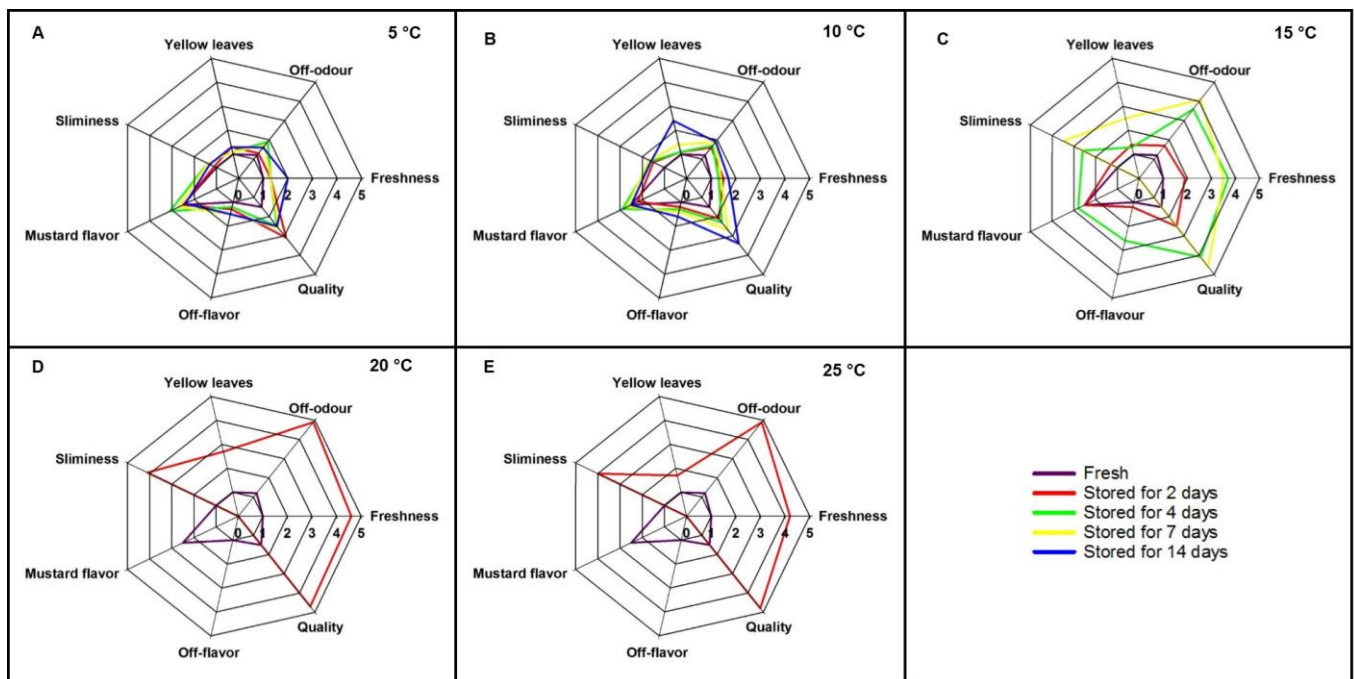 A
5 °C
Yellow leaves
Off-odour
Sliminess
0 1 2 3 4 5
Freshness
Mustard flavor
Quality
Off-flavor
B
10 °C
Yellow leaves
Off-odour
Sliminess
0 1 2 3 4 5
Freshness
Mustard flavor
Quality
Off-flavor
C
15 °C
Yellow leaves
Off-odour
Sliminess
0 1 2 3 4 5
Freshness
Mustard flavour
Quality
Off-flavour
D
20 °C
Yellow leaves
Off-odour
Sliminess
0 1 2 3 4 5
Freshness
Mustard flavor
Quality
Off-flavor
E
25 °C
Yellow leaves
Off-odour
Sliminess
0 1 2 3 4 5
Freshness
Mustard flavor
Quality
Off-flavor
Fresh
Stored for 2 days
Stored for 4 days
Stored for 7 days
Stored for 14 days